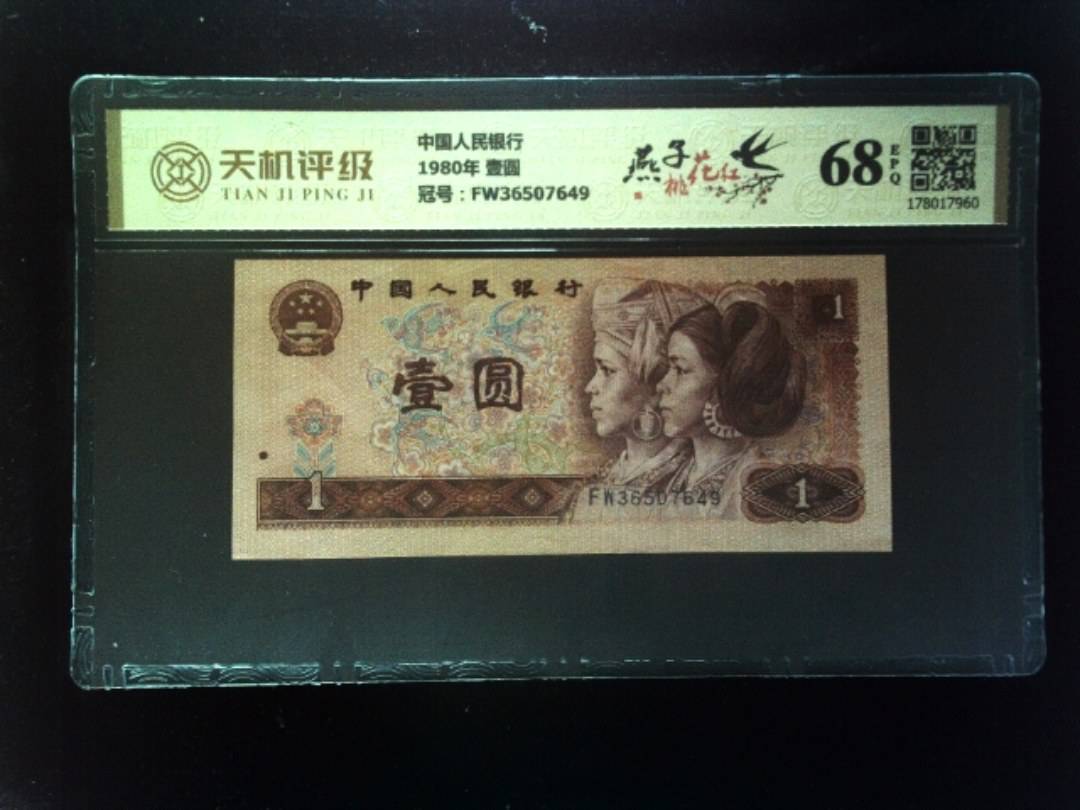 天机评级
TIAN JI PING JI
中国人民银行
1980年 壹圆
冠号：FW36507649
燕子
桃花红
68
EPQ
178017960
中国人民银行
壹圆
1
1
FW36507649
1